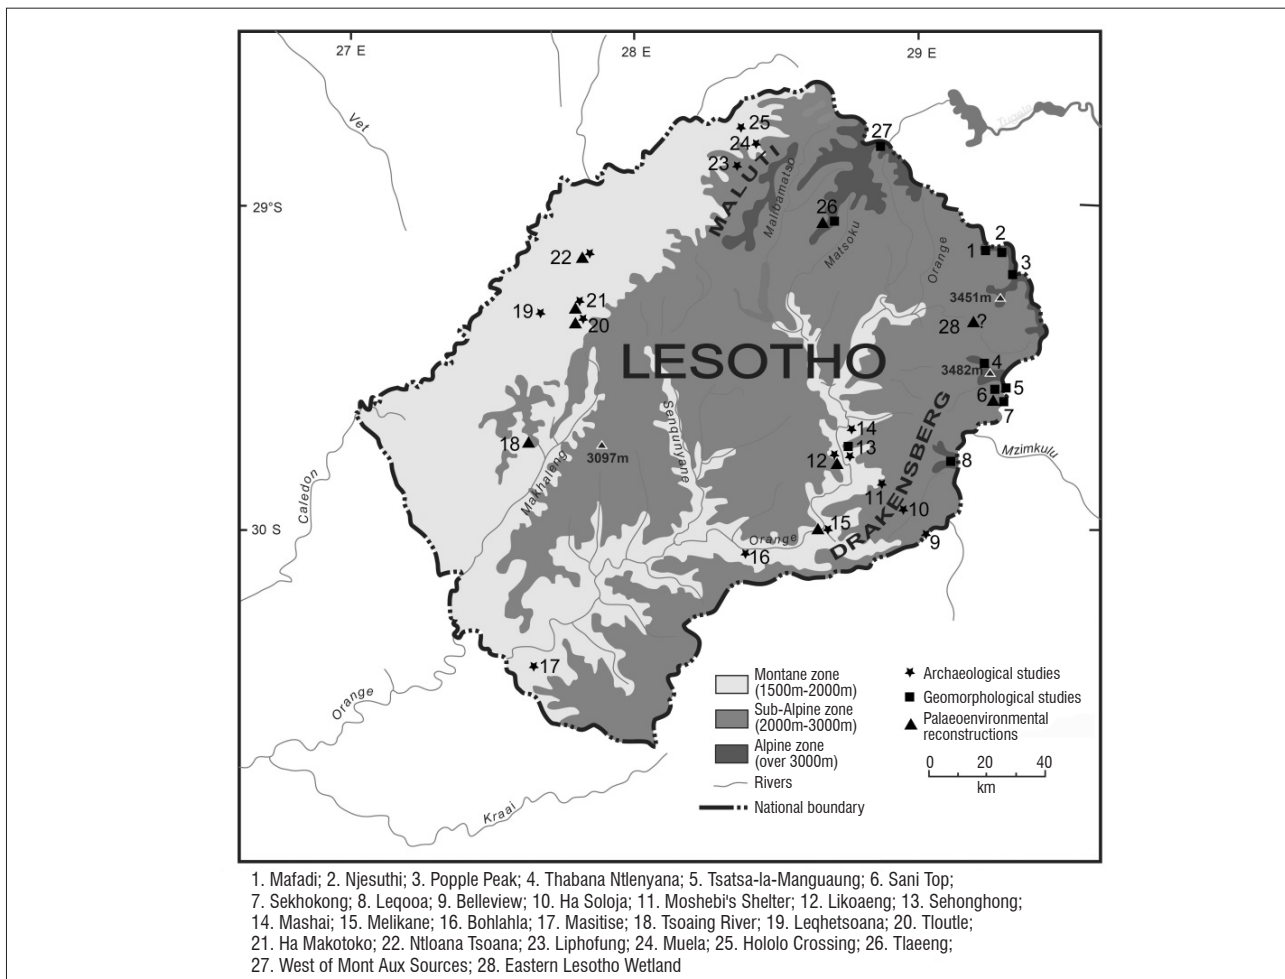 27 E 28 E 29 E
Vet
Tugela
25
24
23
MALUTI
27
Malibamatso
29°S
26
Matsoku
Orange
2
1
3
22
3451m
21
19
20
28 ?
LESOTHO
4
3482m
5
6
7
Senqunyane
14
13
12
18
3097m
Makhaleng
DRAKENSBERG
Mzimkulu
8
11
10
Caledon
15
30 S
Orange
9
16
17
Orange
Kraai
Montane zone
(1500m-2000m)
Sub-Alpine zone
(2000m-3000m)
Alpine zone
(over 3000m)
Rivers
National boundary
Archaeological studies
Geomorphological studies
Palaeoenvironmental
reconstructions
0 20 40
km
1. Mafadi; 2. Njesuthi; 3. Popple Peak; 4. Thabana Ntlenyana; 5. Tsatsa-la-Manguaung; 6. Sani Top;
7. Sekhokong; 8. Leqooa; 9. Belleview; 10. Ha Soloja; 11. Moshebi's Shelter; 12. Likoaeng; 13. Sehonghong;
14. Mashai; 15. Melikane; 16. Bohlahla; 17. Masitise; 18. Tsoaing River; 19. Leqhetsoana; 20. Tloutle;
21. Ha Makotoko; 22. Ntloana Tsoana; 23. Liphofung; 24. Muela; 25. Hololo Crossing; 26. Tlaeeng;
27. West of Mont Aux Sources; 28. Eastern Lesotho Wetland